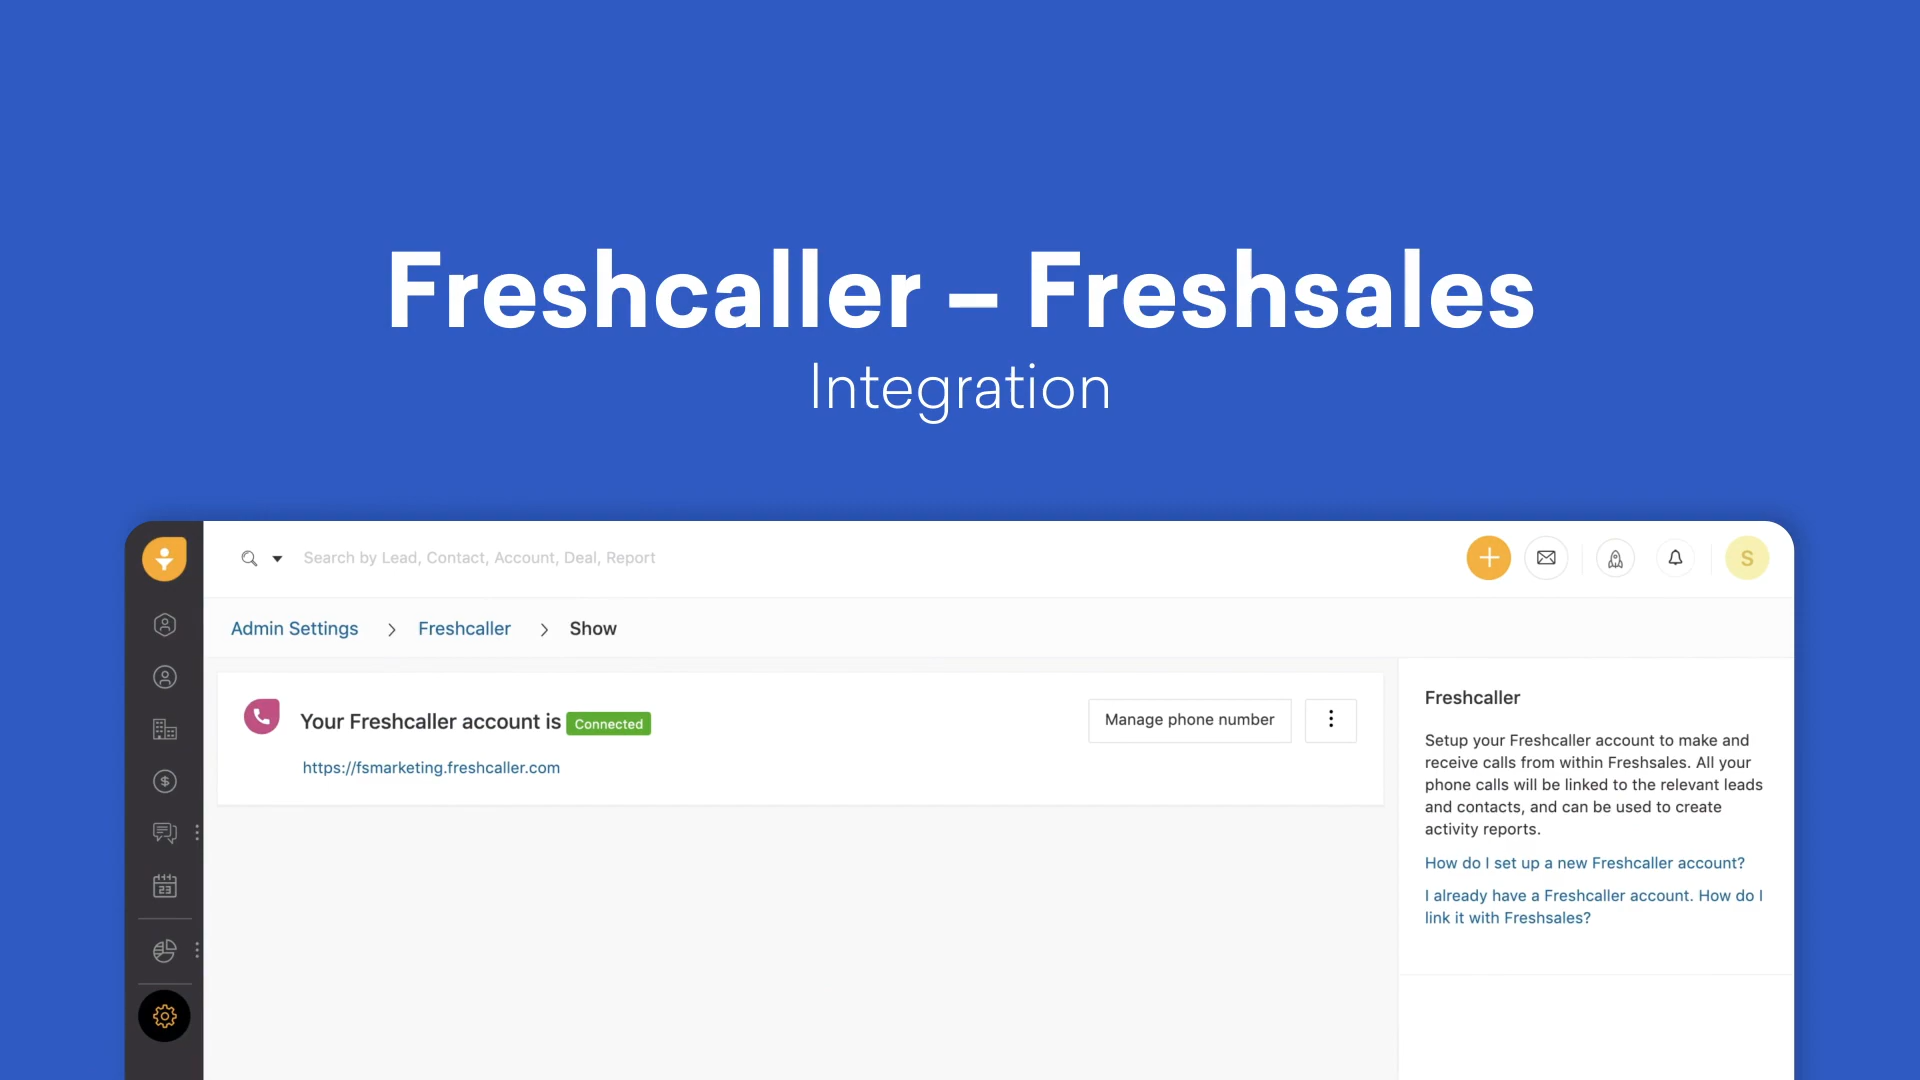 Freshcaller – Freshsales
Integration
Search by Lead, Contact, Account, Deal, Report
S
Admin Settings > Freshcaller > Show
Your Freshcaller account is Connected
Manage phone number
https://fsmarketing.freshcaller.com
23
Freshcaller
Setup your Freshcaller account to make and
receive calls from within Freshsales. All your
phone calls will be linked to the relevant leads
and contacts, and can be used to create
activity reports.
How do I set up a new Freshcaller account?
I already have a Freshcaller account. How do I
link it with Freshsales?